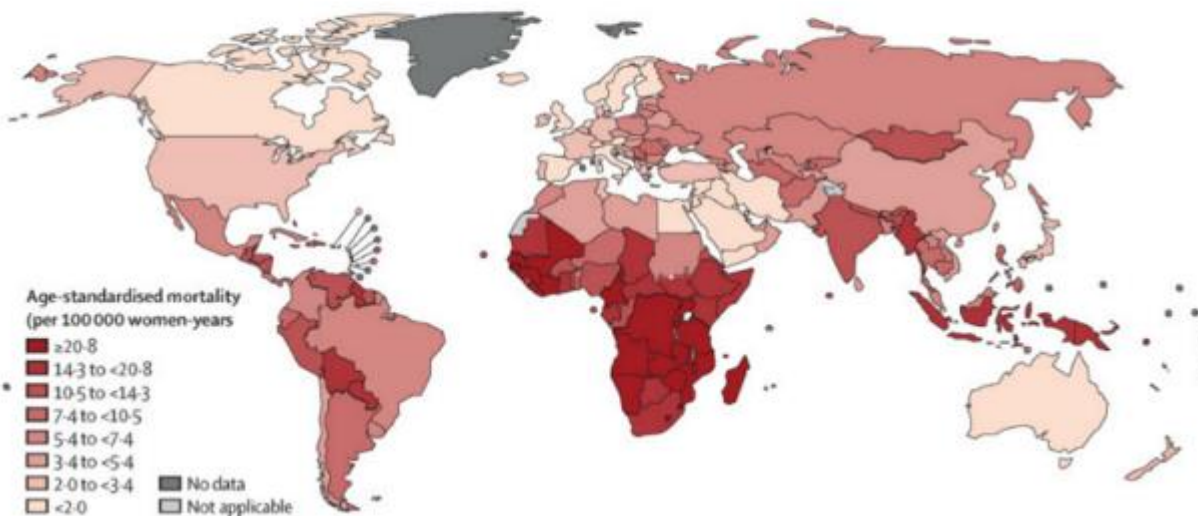 Age-standardised mortality
(per 100 000 women-years
≥20·8
14·3 to <20·8
10·5 to <14·3
7·4 to <10·5
5·4 to <7·4
3·4 to <5·4
2·0 to <3·4
<2·0
No data
Not applicable